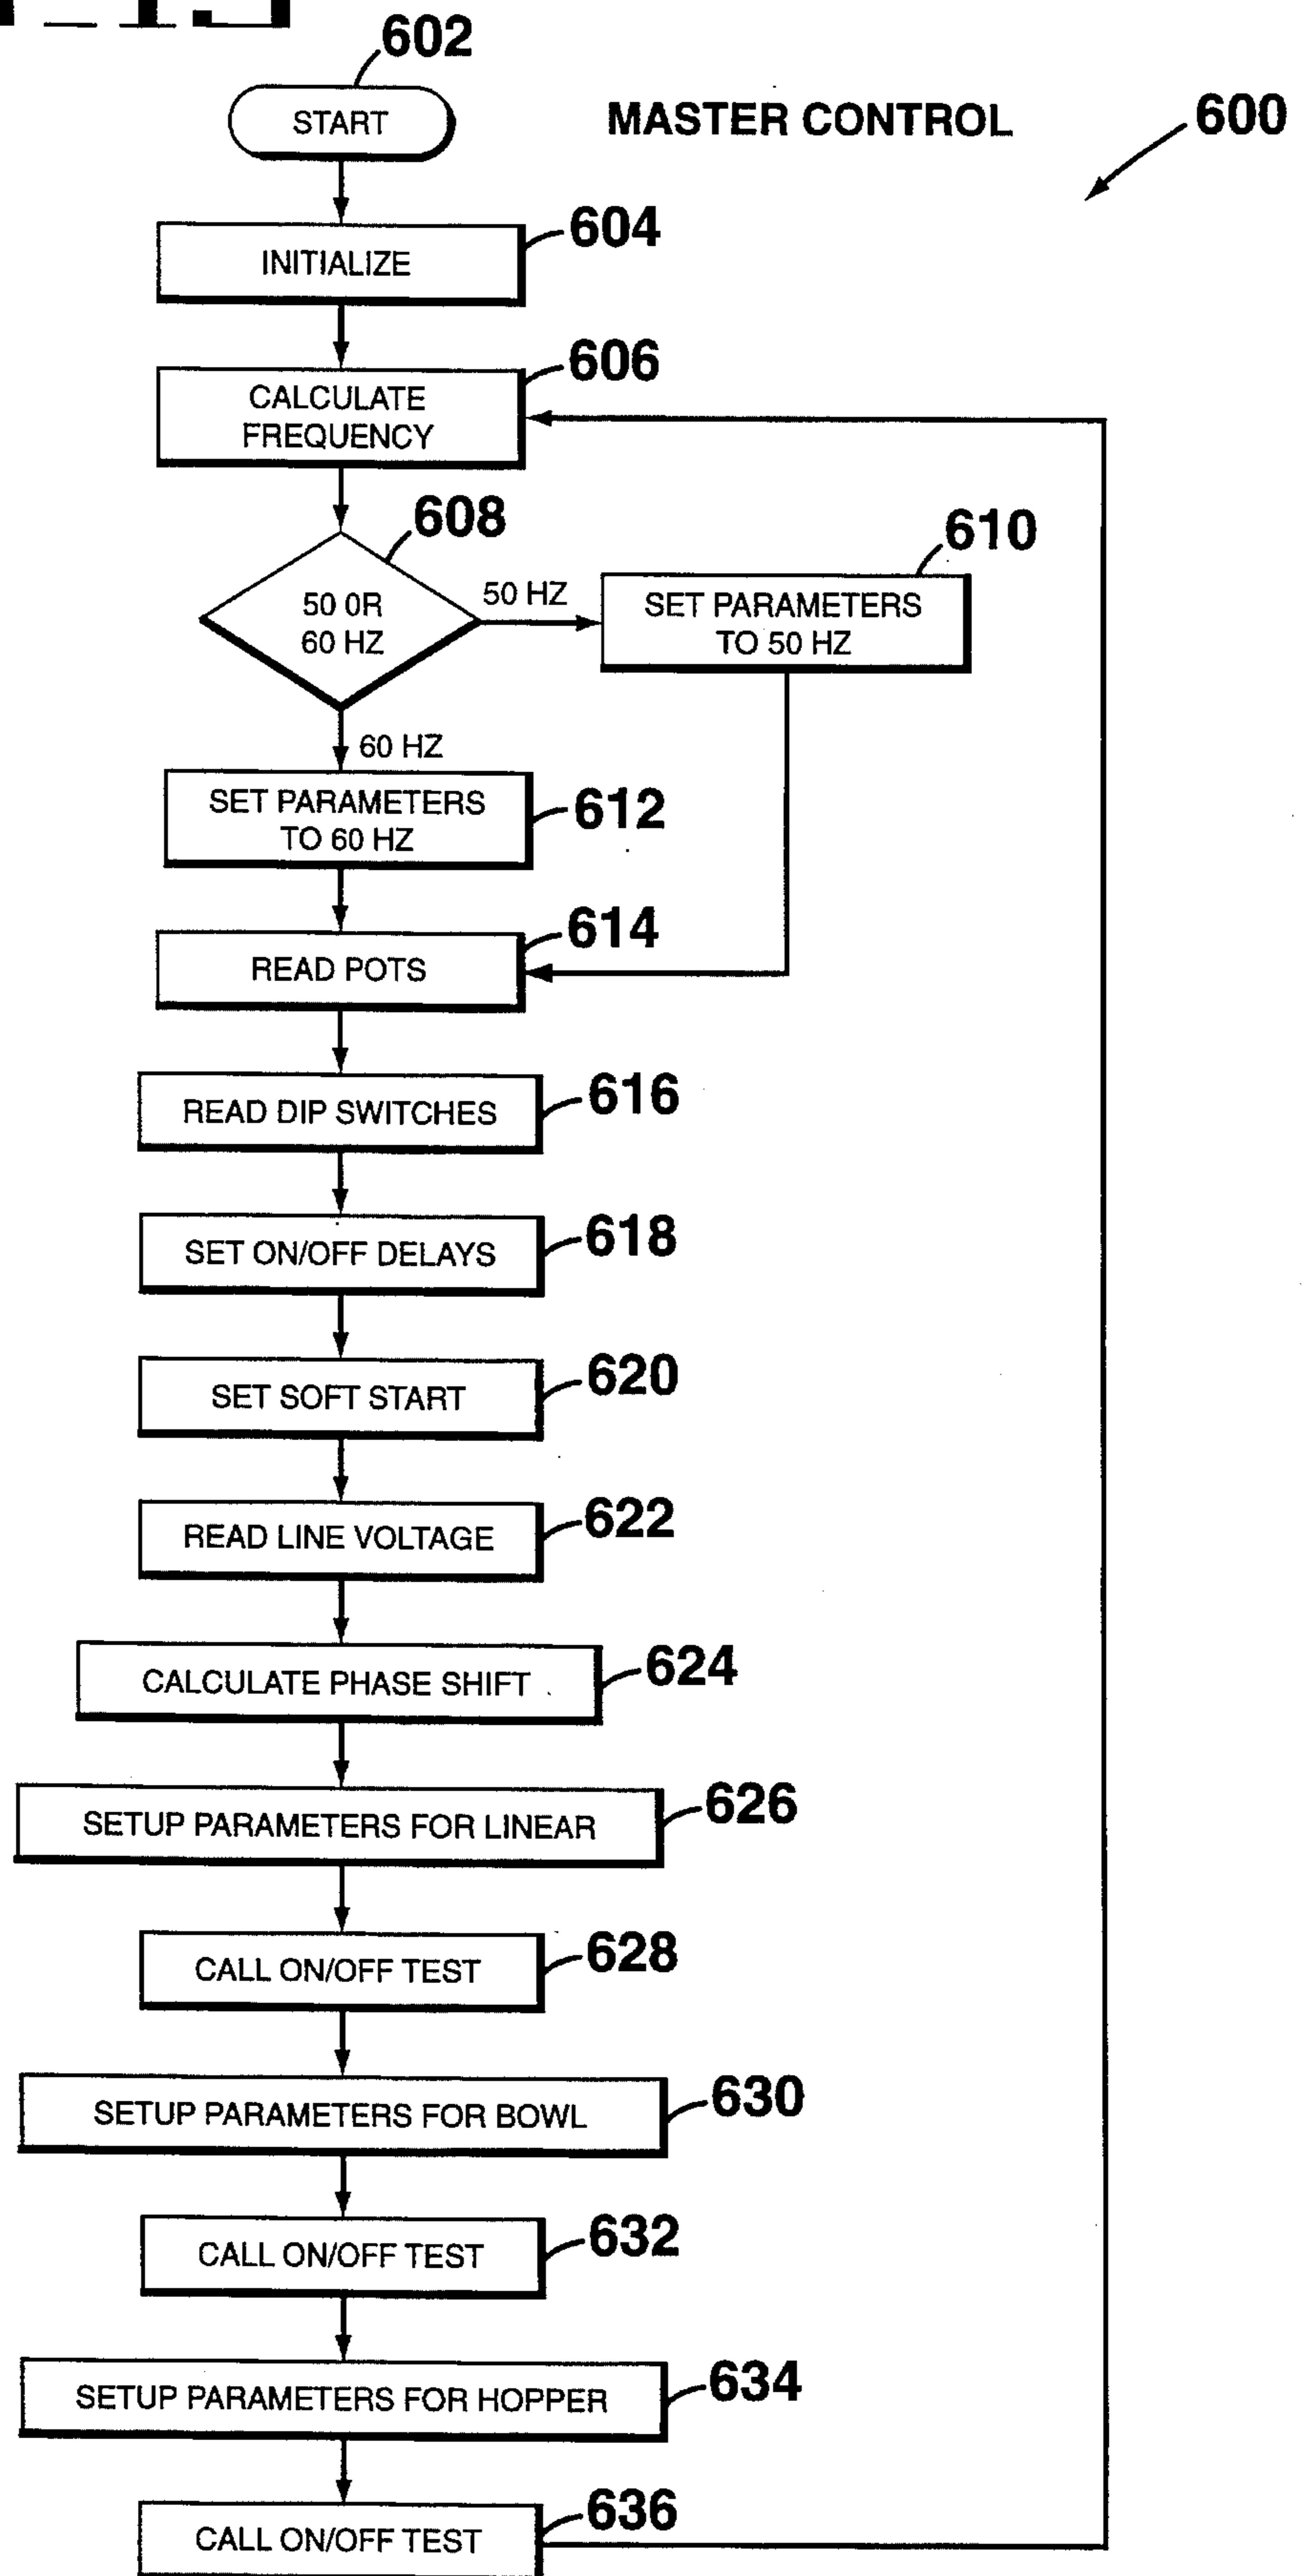 602
START
MASTER CONTROL
600
604
INITIALIZE
606
CALCULATE
FREQUENCY
608
50 0R
60 HZ
50 HZ
610
SET PARAMETERS
TO 50 HZ
60 HZ
SET PARAMETERS
TO 60 HZ
612
614
READ POTS
READ DIP SWITCHES
616
SET ON/OFF DELAYS
618
SET SOFT START
620
READ LINE VOLTAGE
622
CALCULATE PHASE SHIFT
624
SETUP PARAMETERS FOR LINEAR
626
CALL ON/OFF TEST
628
SETUP PARAMETERS FOR BOWL
630
CALL ON/OFF TEST
632
SETUP PARAMETERS FOR HOPPER
634
CALL ON/OFF TEST
636